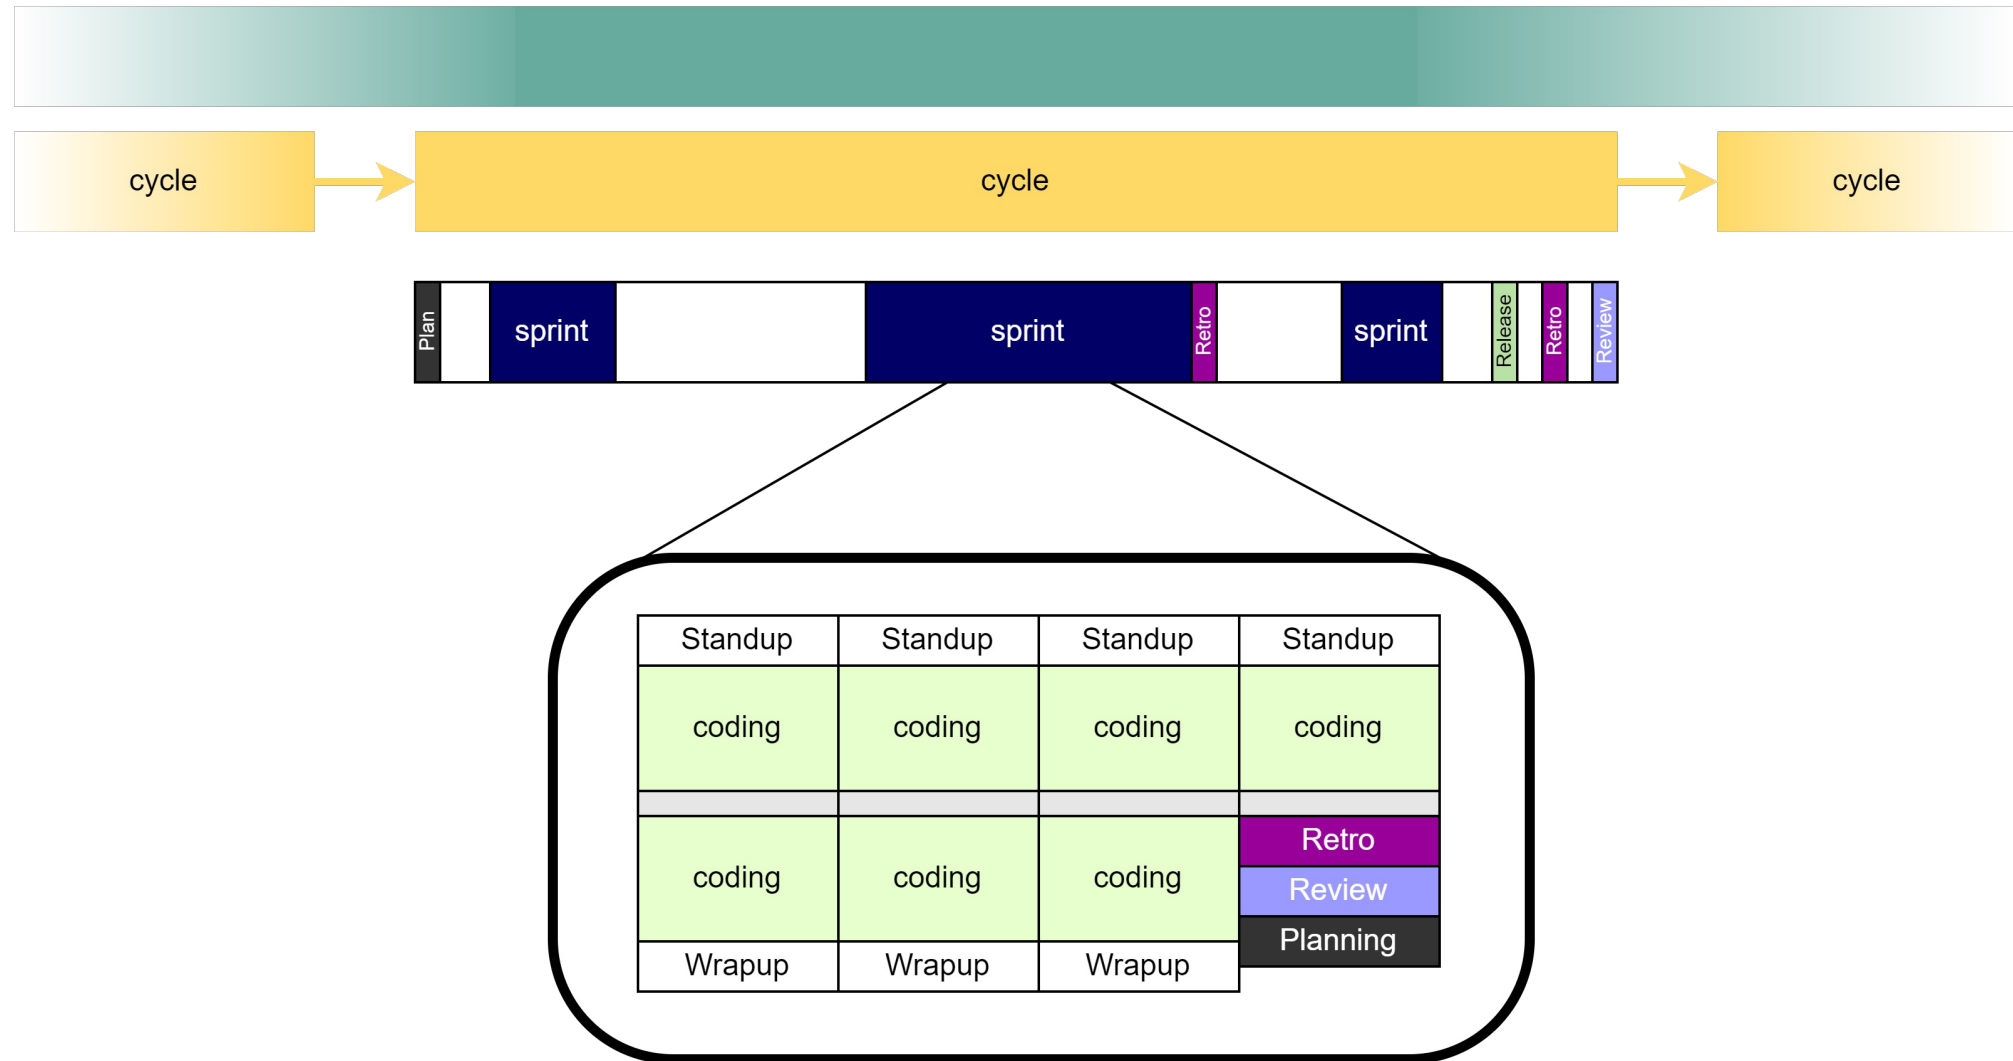 cycle cycle cycle
Plan sprint sprint Retro sprint Release Retro Review
Standup Standup Standup Standup
coding coding coding coding
coding coding coding
Retro
Review
Planning
Wrapup Wrapup Wrapup